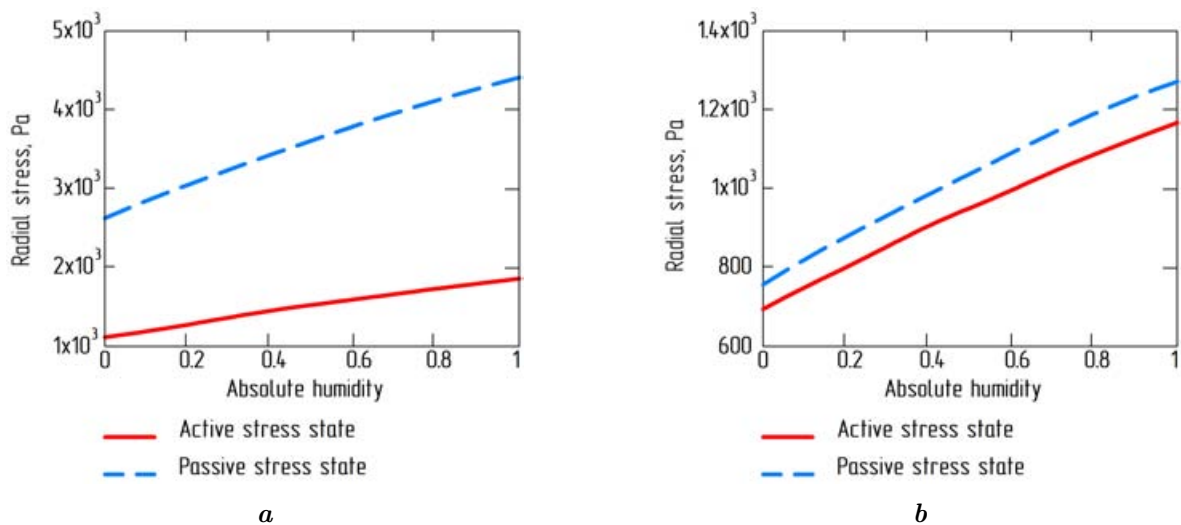 5x10³
4x10³
3x10³
2x10³
1x10³
Radial stress, Pa
0 0.2 0.4 0.6 0.8 1
Absolute humidity
Active stress state
Passive stress state
a
1.4x10³
1.2x10³
1x10³
800
600
Radial stress, Pa
0 0.2 0.4 0.6 0.8 1
Absolute humidity
Active stress state
Passive stress state
b